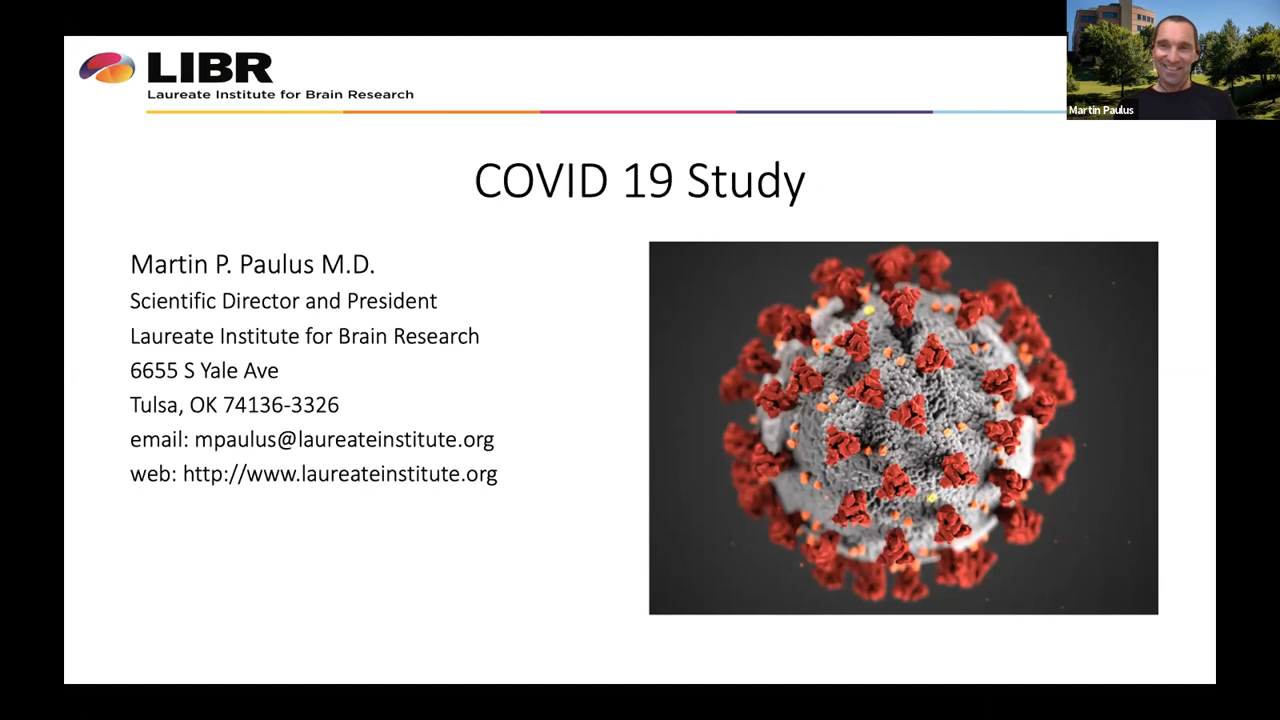 LIBR
Laureate Institute for Brain Research
Martin Paulus
COVID 19 Study
Martin P. Paulus M.D.
Scientific Director and President
Laureate Institute for Brain Research
6655 S Yale Ave
Tulsa, OK 74136-3326
email: mpaulus@laureateinstitute.org
web: http://www.laureateinstitute.org